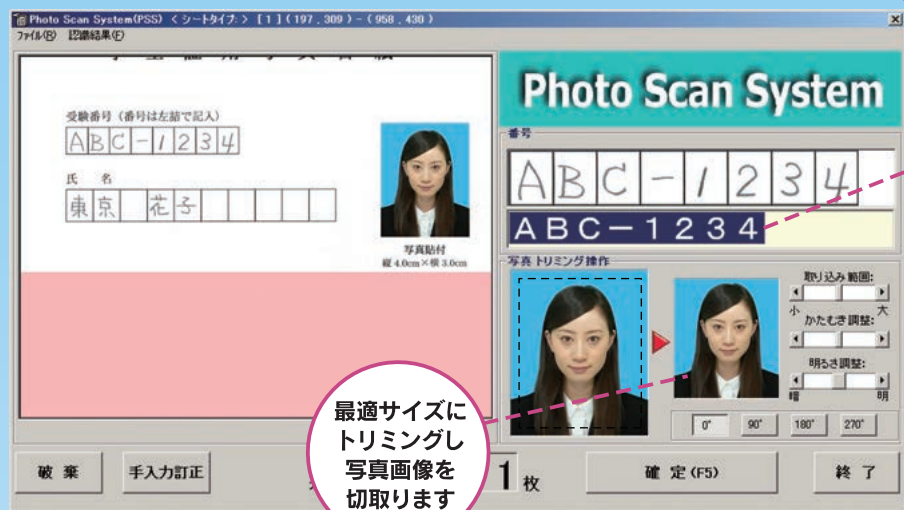 Photo Scan System(PSS) <シートタイプ:> [1](197,309)-(958,430)
ファイル(R) 認識結果(F)
受験番号(番号は左詰で記入)
ABC-1234
氏 名
東京 花子
写真貼付
縦 4.0cm×横 3.0cm
Photo Scan System
番号
ABC-1234
ABC-1234
写真トリミング操作
取り込み範囲:
小 大
かたむき調整:
明るさ調整:
暗 明
0° 90° 180° 270°
最適サイズに
トリミングし
写真画像を
切取ります
破 棄 手入力訂正 1 枚 確 定(F5) 終 了